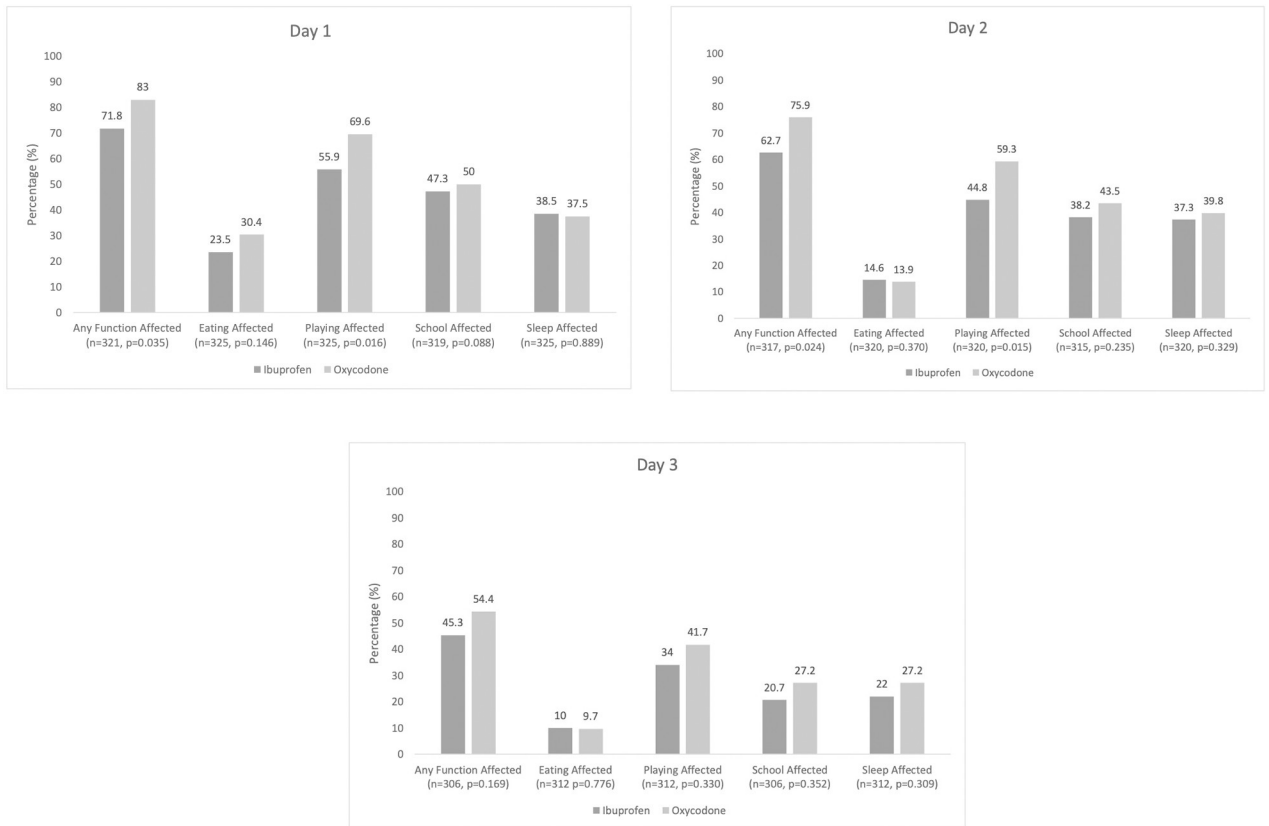 Day 1
Percentage (%)
100
90
80
70
60
50
40
30
20
10
0
71.8
83
23.5
30.4
55.9
69.6
47.3
50
38.5
37.5
Any Function Affected
(n=321, p=0.035)
Eating Affected
(n=325, p=0.146)
Playing Affected
(n=325, p=0.016)
School Affected
(n=319, p=0.088)
Sleep Affected
(n=325, p=0.889)
Ibuprofen
Oxycodone
Day 2
Percentage (%)
100
90
80
70
60
50
40
30
20
10
0
62.7
75.9
14.6
13.9
44.8
59.3
38.2
43.5
37.3
39.8
Any Function Affected
(n=317, p=0.024)
Eating Affected
(n=320, p=0.370)
Playing Affected
(n=320, p=0.015)
School Affected
(n=315, p=0.235)
Sleep Affected
(n=320, p=0.329)
Ibuprofen
Oxycodone
Day 3
Percentage (%)
100
90
80
70
60
50
40
30
20
10
0
45.3
54.4
10
9.7
34
41.7
20.7
27.2
22
27.2
Any Function Affected
(n=306, p=0.169)
Eating Affected
(n=312 p=0.776)
Playing Affected
(n=312, p=0.330)
School Affected
(n=306, p=0.352)
Sleep Affected
(n=312, p=0.309)
Ibuprofen
Oxycodone